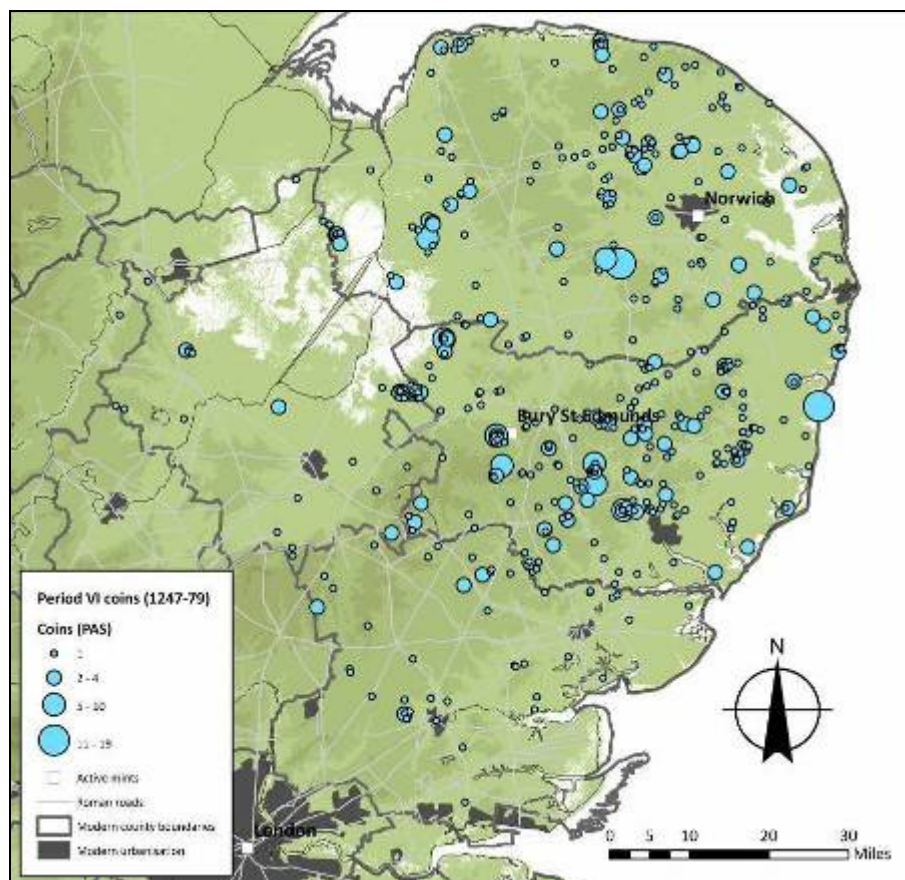 Norwich
Bury St Edmunds
Period VI coins (1247-79)
Coins (PAS)
1
2 - 4
5 - 10
11 - 19
Active mints
Roman roads
Modern county boundaries
Modern urbanisation
London
N
0 5 10 20 30
Miles